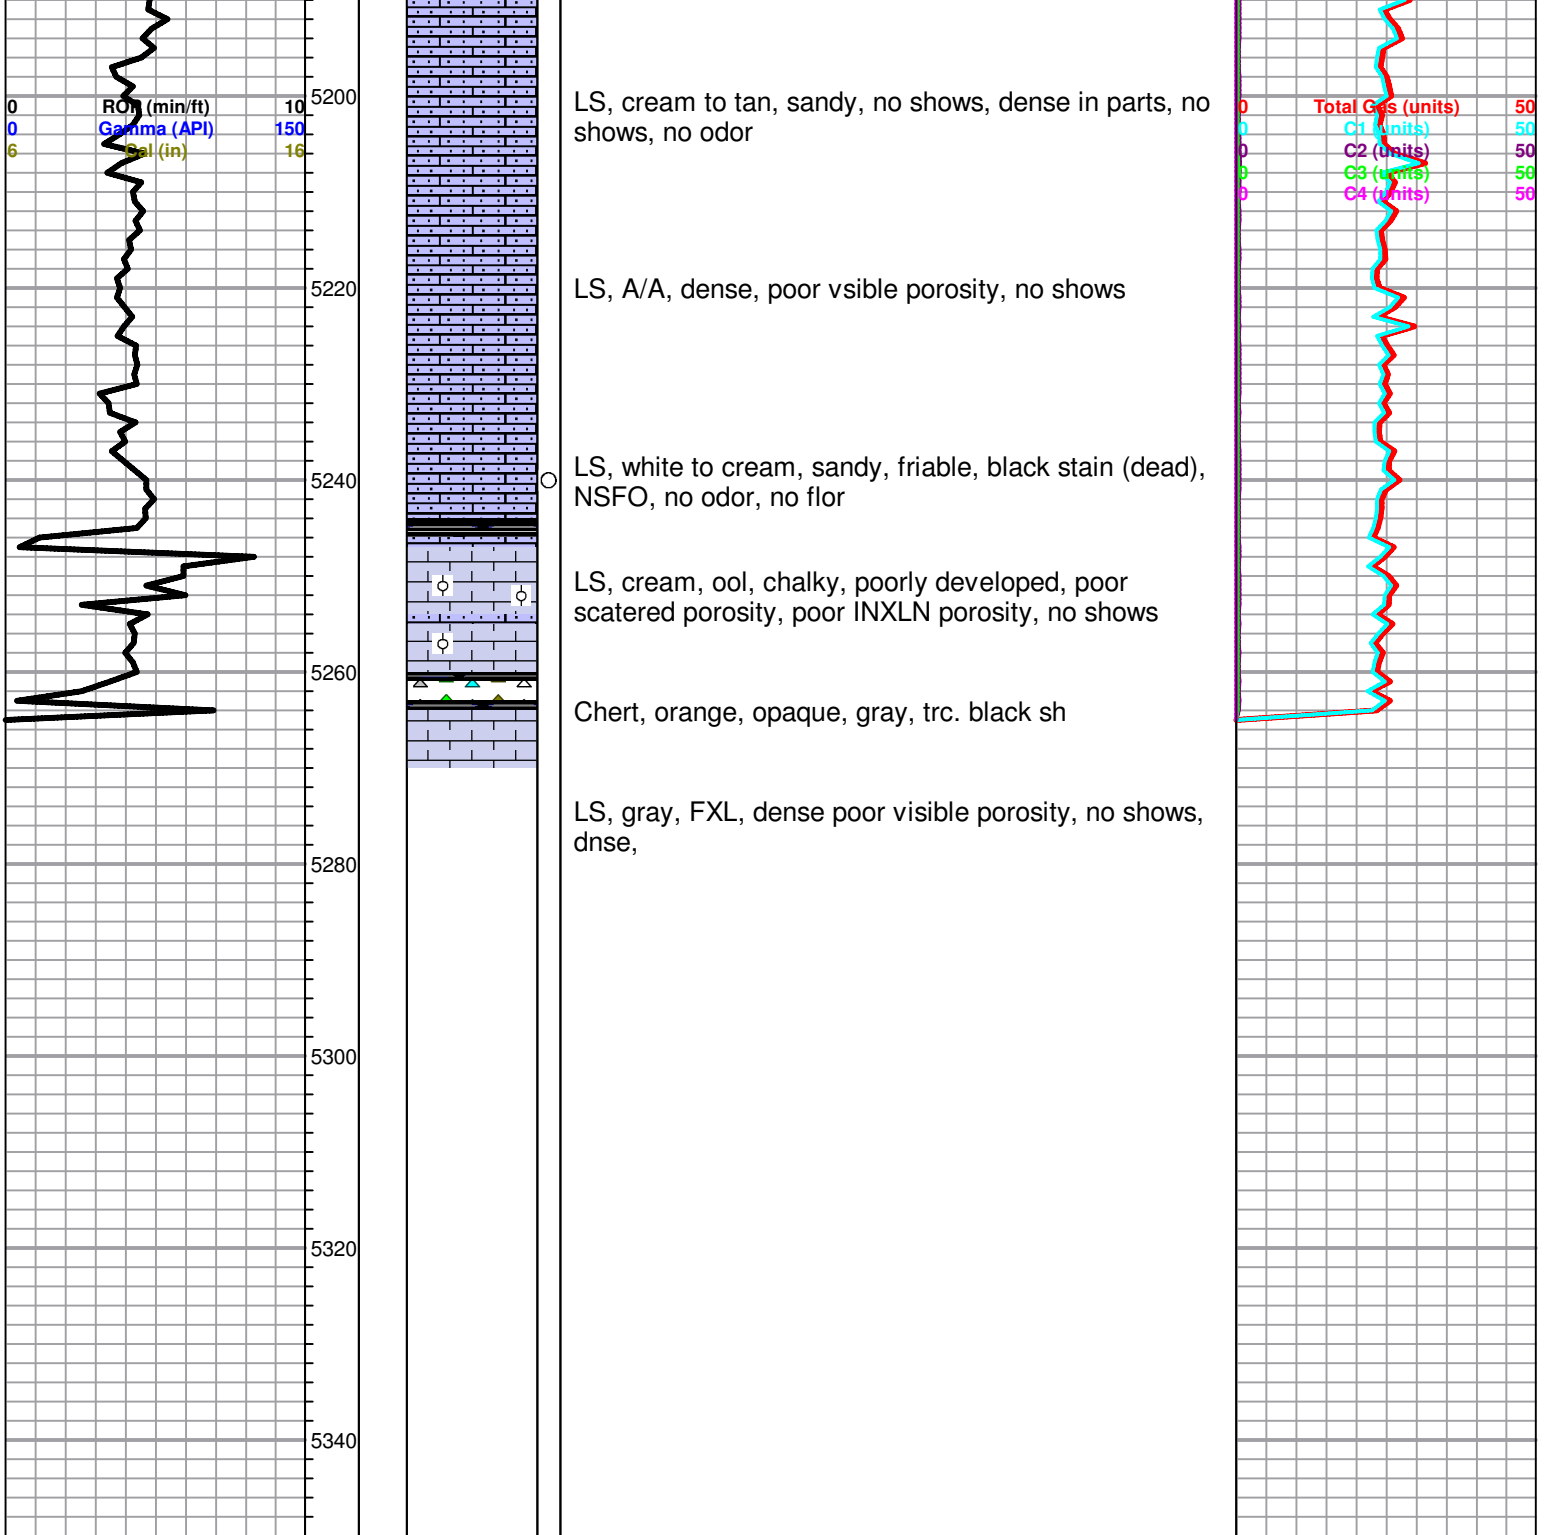 5200
0 ROP (min/ft) 10
0 Gamma (API) 150
6 Cal (in) 16
LS, cream to tan, sandy, no shows, dense in parts, no
shows, no odor
0 Total Gas (units) 50
0 C1 (units) 50
0 C2 (units) 50
0 C3 (units) 50
0 C4 (units) 50
5220
LS, A/A, dense, poor vsible porosity, no shows
5240
LS, white to cream, sandy, friable, black stain (dead),
NSFO, no odor, no flor
LS, cream, ool, chalky, poorly developed, poor
scatered porosity, poor INXLN porosity, no shows
5260
Chert, orange, opaque, gray, trc. black sh
LS, gray, FXL, dense poor visible porosity, no shows,
dnse,
5280
5300
5320
5340